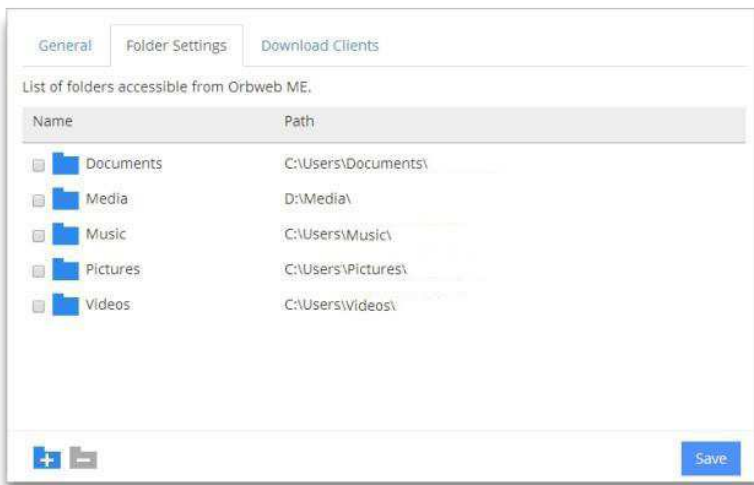 General Folder Settings Download Clients
List of folders accessible from Orbweb ME.
Name Path
Documents C:\Users\Documents\
Media D:\Media\
Music C:\Users\Music\
Pictures C:\Users\Pictures\
Videos C:\Users\Videos\
Save